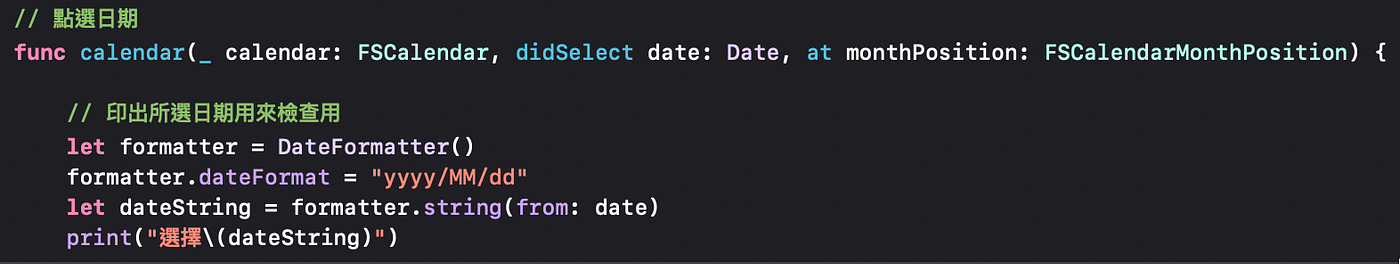 // 點選日期
func calendar(_ calendar: FSCalendar, didSelect date: Date, at monthPosition: FSCalendarMonthPosition) {
// 印出所選日期用來檢查用
let formatter = DateFormatter()
formatter.dateFormat = "yyyy/MM/dd"
let dateString = formatter.string(from: date)
print("選擇\(dateString)")